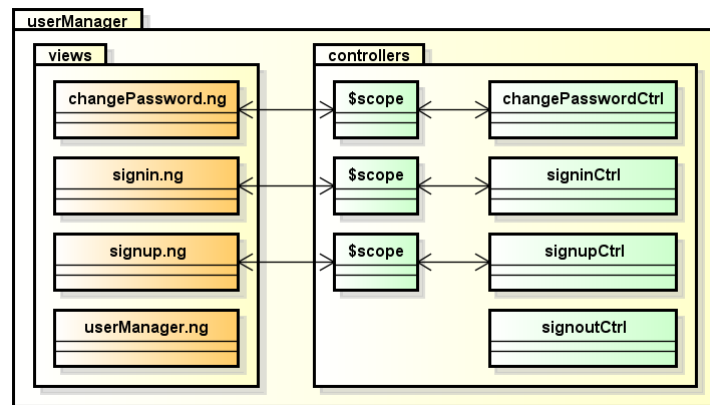 userManager
views
controllers
changePassword.ng
$scope
changePasswordCtrl
signin.ng
$scope
signinCtrl
signup.ng
$scope
signupCtrl
userManager.ng
signoutCtrl